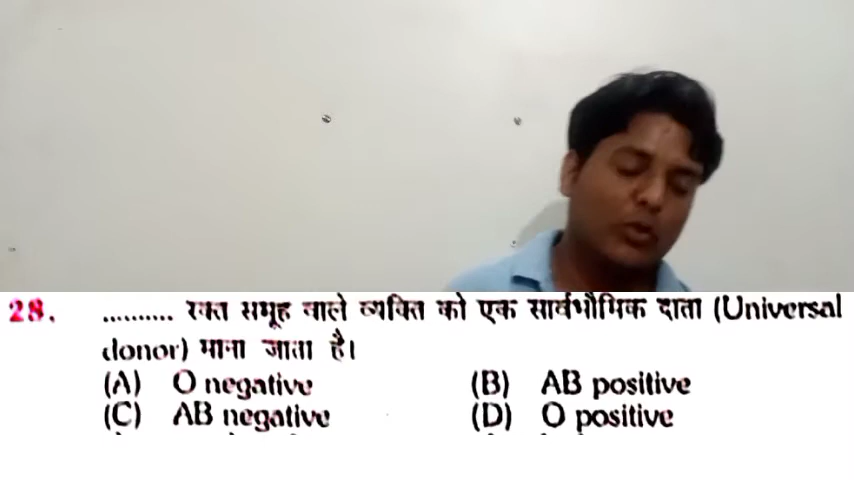 28. .......... रक्त समूह वाले व्यक्ति को एक सार्वभौमिक दाता (Universal
donor) माना जाता है।
(A) O negative (B) AB positive
(C) AB negative (D) O positive